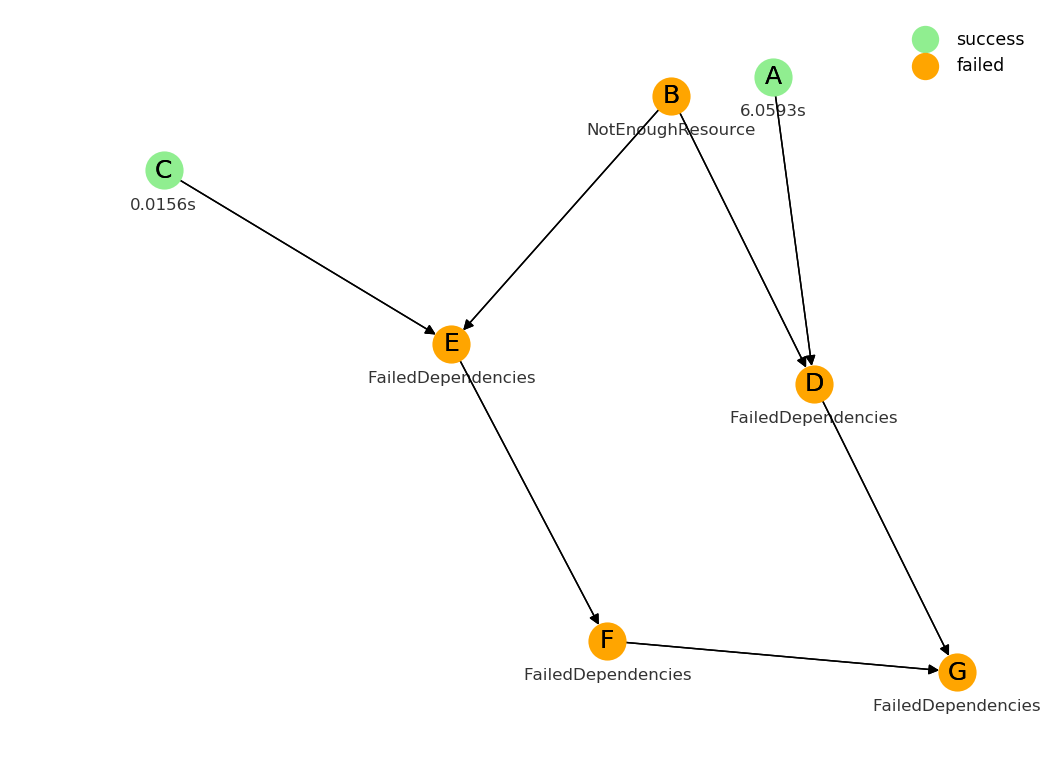 success
failed
A
6.0593s
B
NotEnoughResource
C
0.0156s
E
FailedDependencies
D
FailedDependencies
F
FailedDependencies
G
FailedDependencies